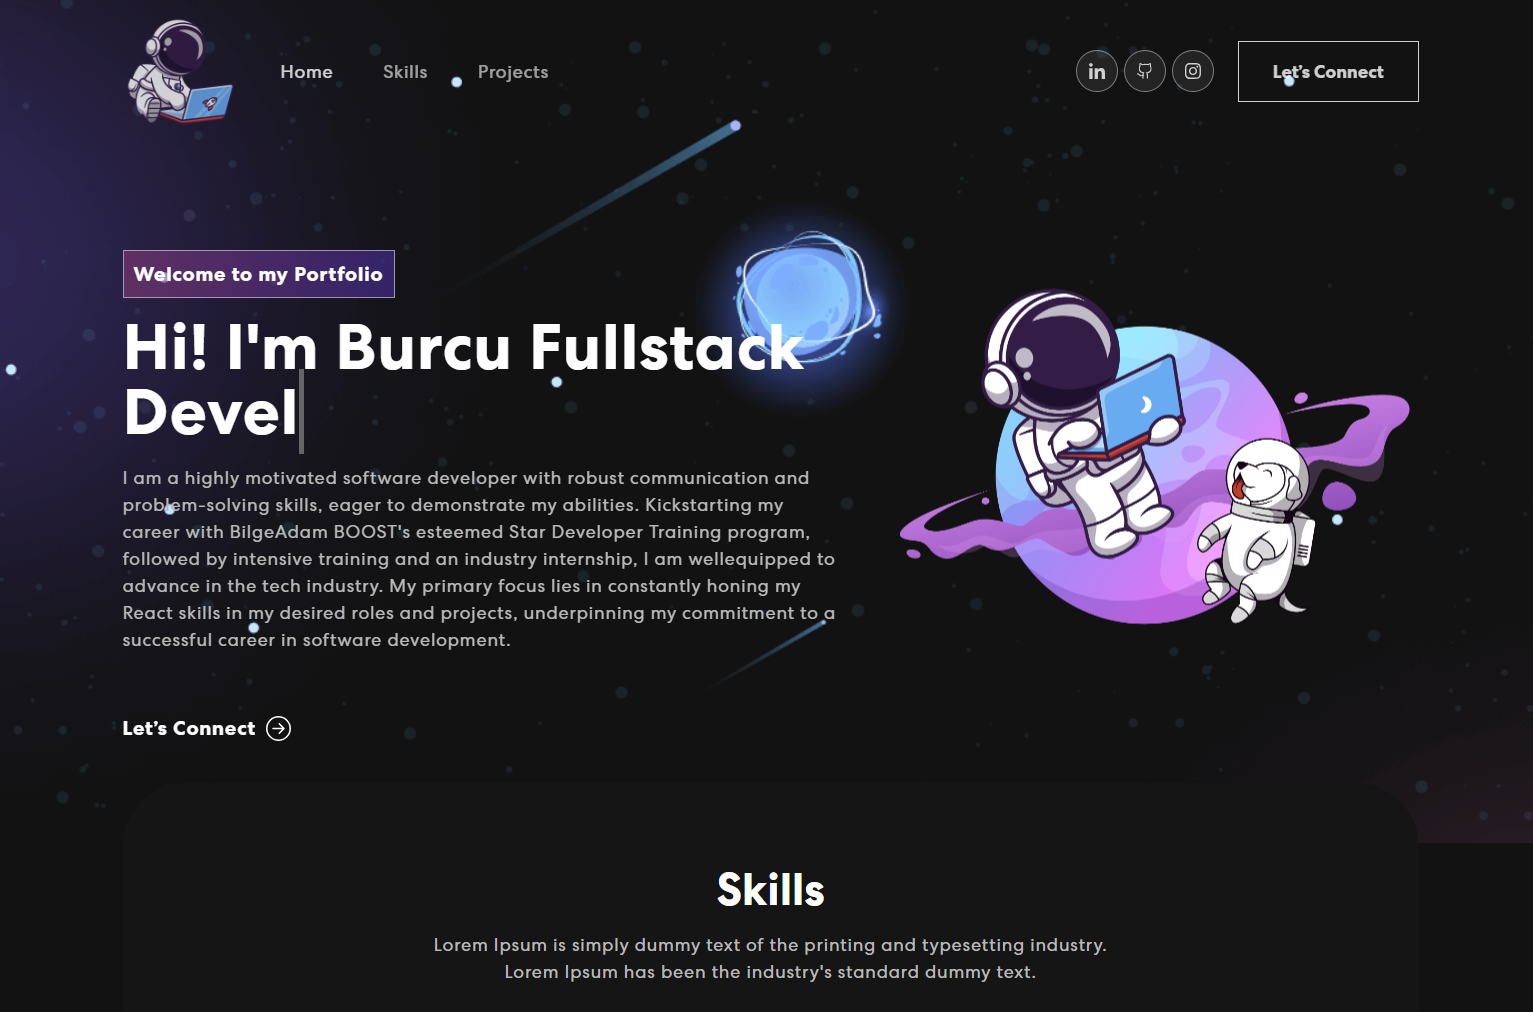 Home Skills Projects
Let's Connect
Welcome to my Portfolio
Hi! I'm Burcu Fullstack
Devel
I am a highly motivated software developer with robust communication and
problem-solving skills, eager to demonstrate my abilities. Kickstarting my
career with BilgeAdam BOOST's esteemed Star Developer Training program,
followed by intensive training and an industry internship, I am wellequipped to
advance in the tech industry. My primary focus lies in constantly honing my
React skills in my desired roles and projects, underpinning my commitment to a
successful career in software development.
Let’s Connect
Skills
Lorem Ipsum is simply dummy text of the printing and typesetting industry.
Lorem Ipsum has been the industry's standard dummy text.